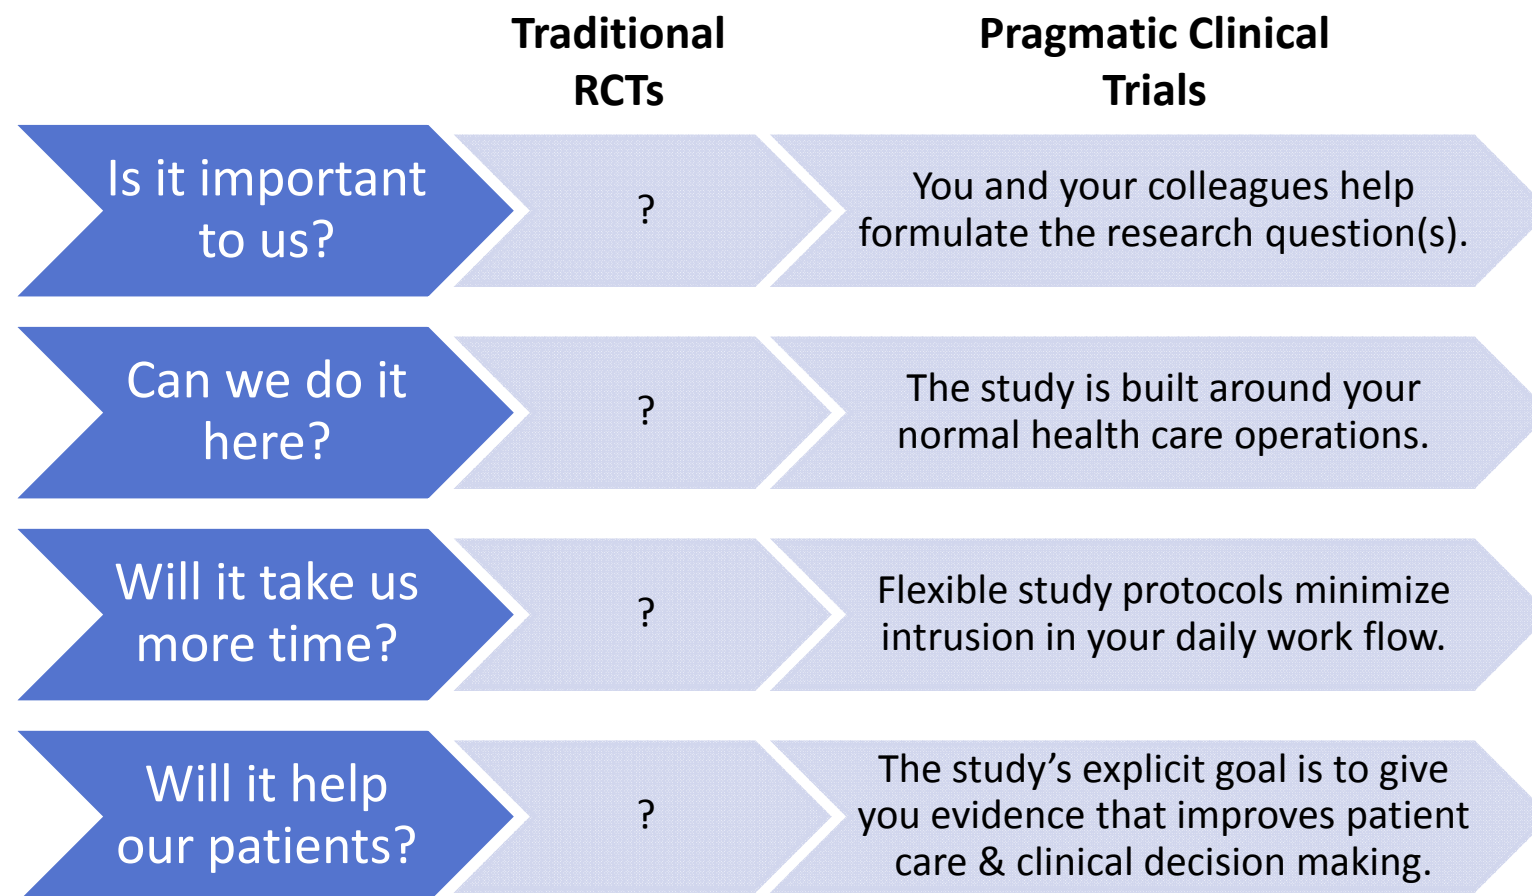 Traditional
RCTs
Pragmatic Clinical
Trials
Is it important
to us?
?
You and your colleagues help
formulate the research question(s).
Can we do it
here?
?
The study is built around your
normal health care operations.
Will it take us
more time?
?
Flexible study protocols minimize
intrusion in your daily work flow.
Will it help
our patients?
?
The study’s explicit goal is to give
you evidence that improves patient
care & clinical decision making.